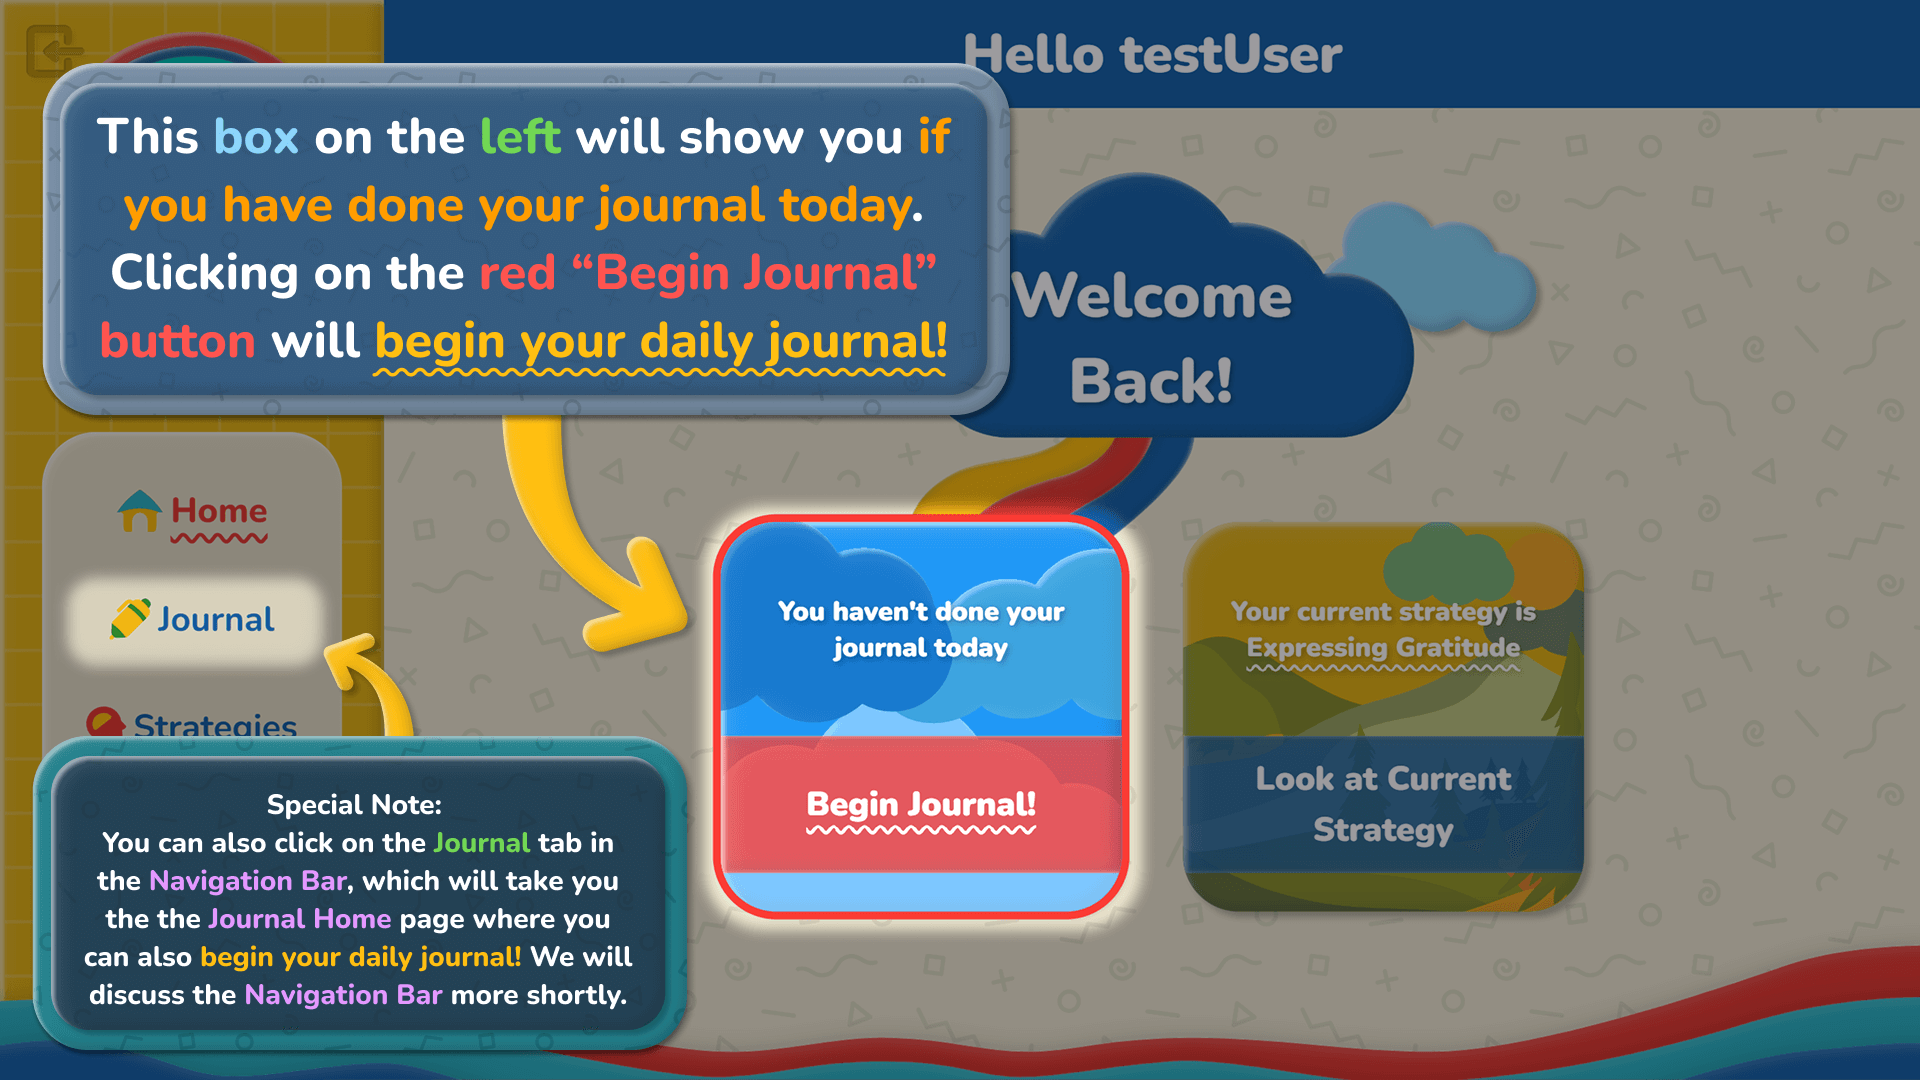 Hello testUser
This box on the left will show you if
you have done your journal today.
Clicking on the red “Begin Journal”
button will begin your daily journal!
Welcome
Back!
Home
Journal
Strategies
You haven't done your
journal today
Begin Journal!
Your current strategy is
Expressing Gratitude
Look at Current
Strategy
Special Note:
You can also click on the Journal tab in
the Navigation Bar, which will take you
the the Journal Home page where you
can also begin your daily journal! We will
discuss the Navigation Bar more shortly.